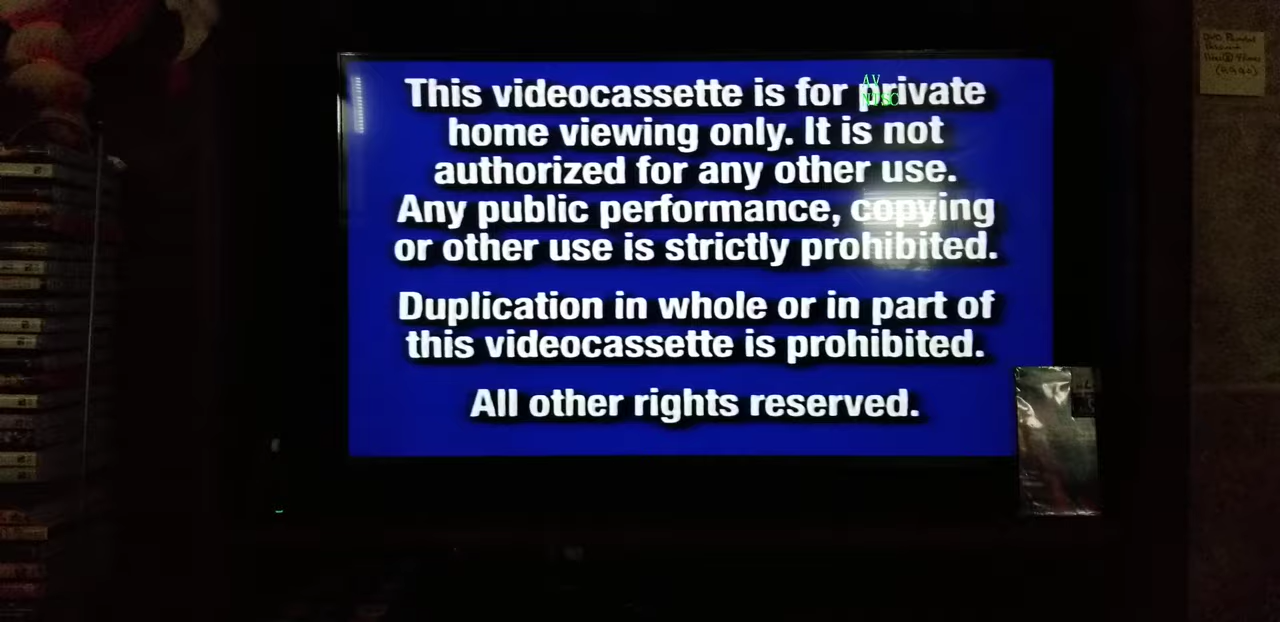 This videocassette is for private
home viewing only. It is not
authorized for any other use.
Any public performance, copying
or other use is strictly prohibited.
Duplication in whole or in part of
this videocassette is prohibited.
All other rights reserved.
AV
NTSC